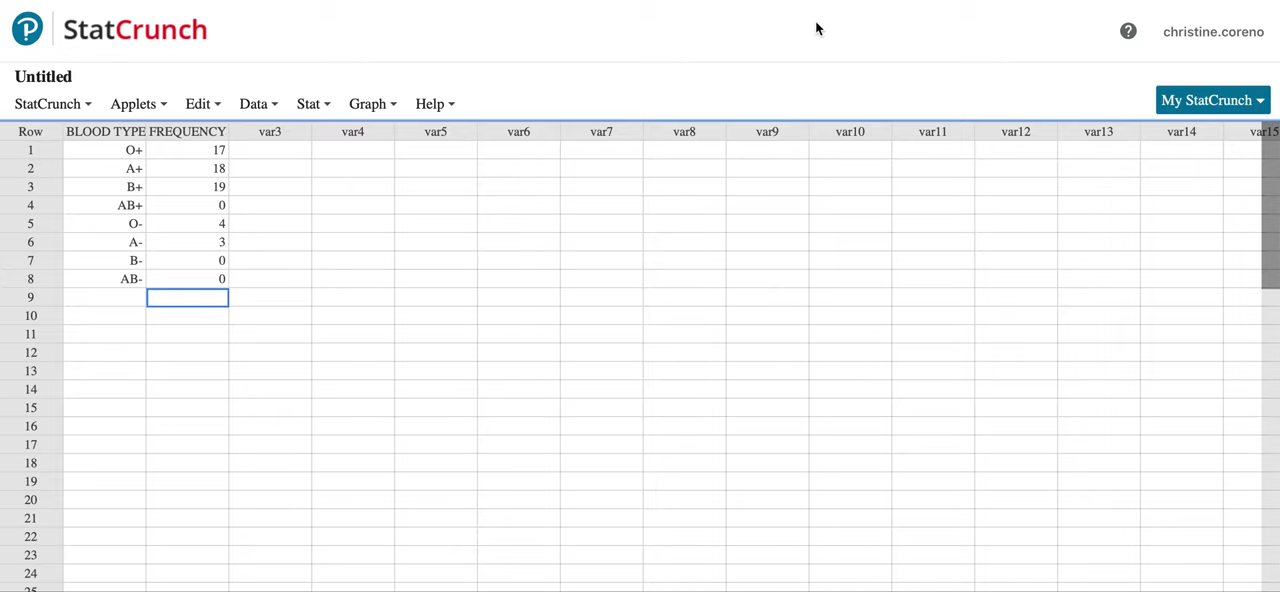 P StatCrunch
? christine.coreno
Untitled
StatCrunch Applets Edit Data Stat Graph Help
My StatCrunch
Row BLOOD TYPE FREQUENCY var3 var4 var5 var6 var7 var8 var9 var10 var11 var12 var13 var14 var15
1 O+ 17
2 A+ 18
3 B+ 19
4 AB+ 0
5 O- 4
6 A- 3
7 B- 0
8 AB- 0
9
10
11
12
13
14
15
16
17
18
19
20
21
22
23
24
25